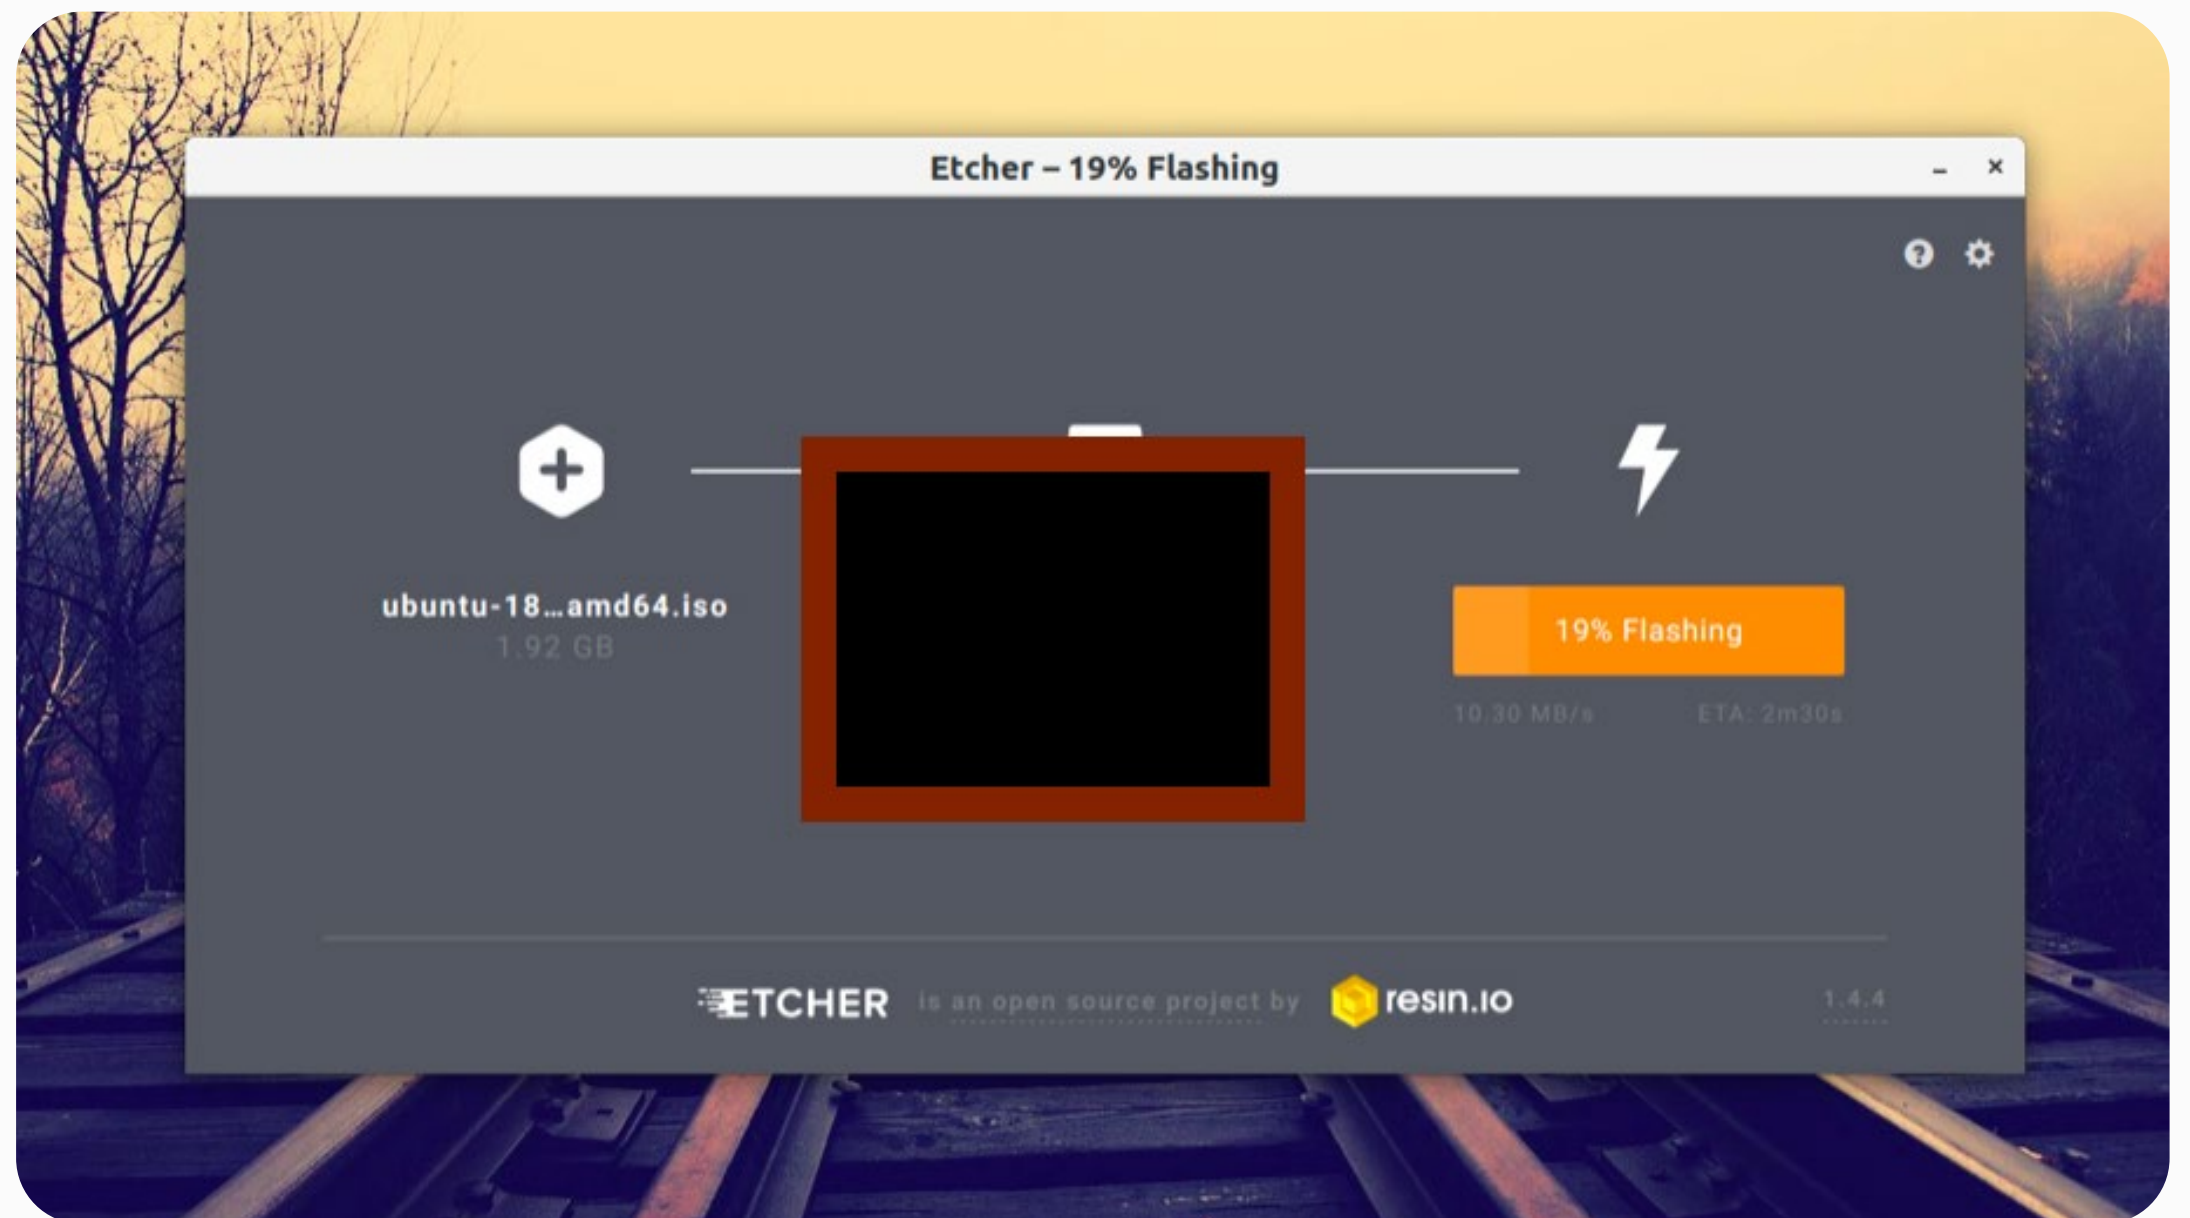 Etcher – 19% Flashing
ubuntu-18...amd64.iso
1.92 GB
19% Flashing
10.30 MB/s ETA: 2m30s
ETCHER is an open source project by resin.io 1.4.4